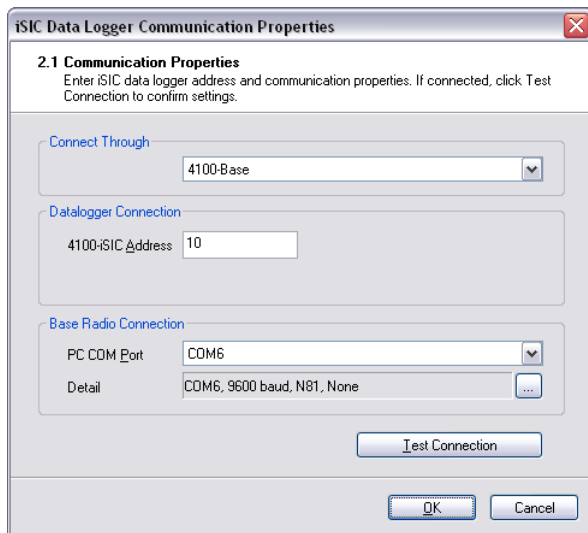 iSIC Data Logger Communication Properties
2.1 Communication Properties
Enter iSIC data logger address and communication properties. If connected, click Test
Connection to confirm settings.
Connect Through
4100-Base
Datalogger Connection
4100-iSIC Address 10
Base Radio Connection
PC COM Port COM6
Detail COM6, 9600 baud, N81, None ...
Test Connection
OK Cancel